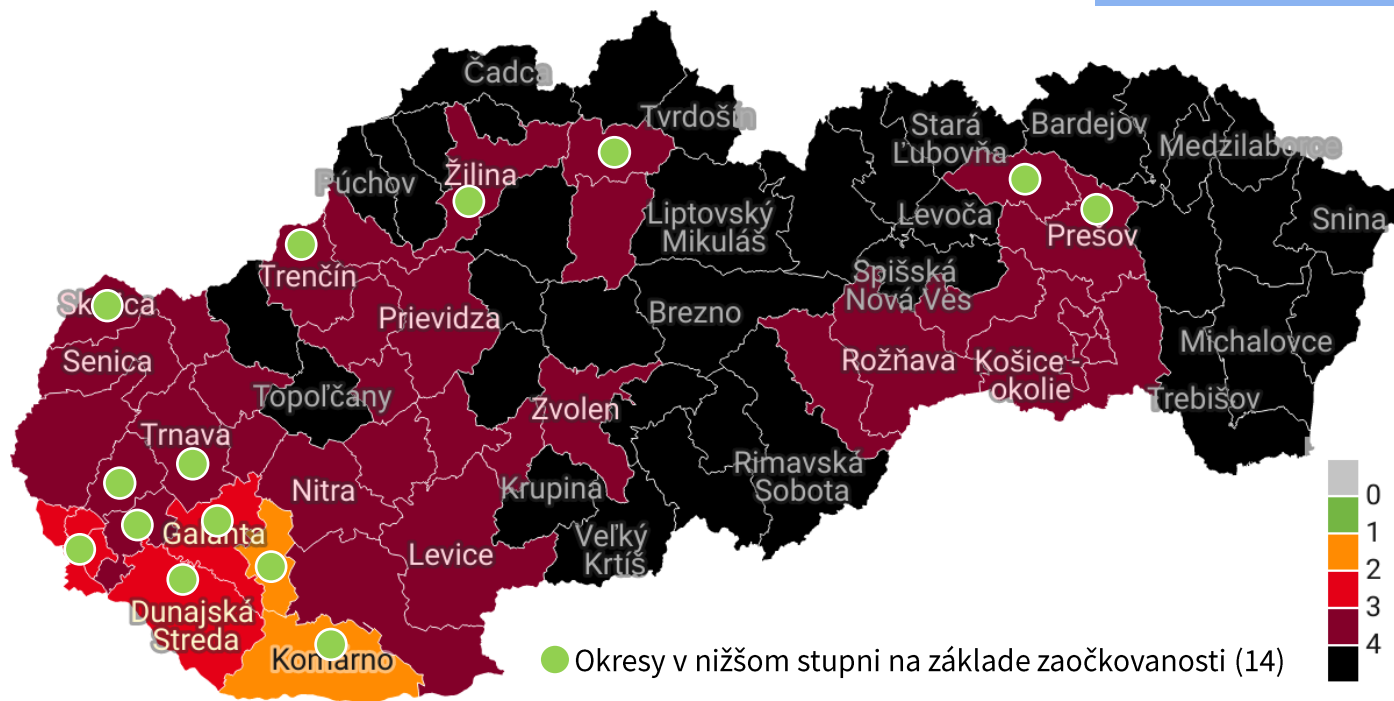 Čadca
Tvrdošín
Stará
Ľubovňa
Bardejov
Medzilaborce
Púchov
Žilina
Liptovský
Mikuláš
Levoča
Snina
Prešov
Trenčín
Spišská
Nová Ves
Skalica
Prievidza
Brezno
Senica
Rožňava
Košice -
okolie
Michalovce
Topoľčany
Zvolen
Trebišov
Trnava
Nitra
Krupina
Rimavská
Sobota
Galanta
Levice
Veľký
Krtíš
Dunajská
Streda
Komárno
Okresy v nižšom stupni na základe zaočkovanosti (14)
0
1
2
3
4